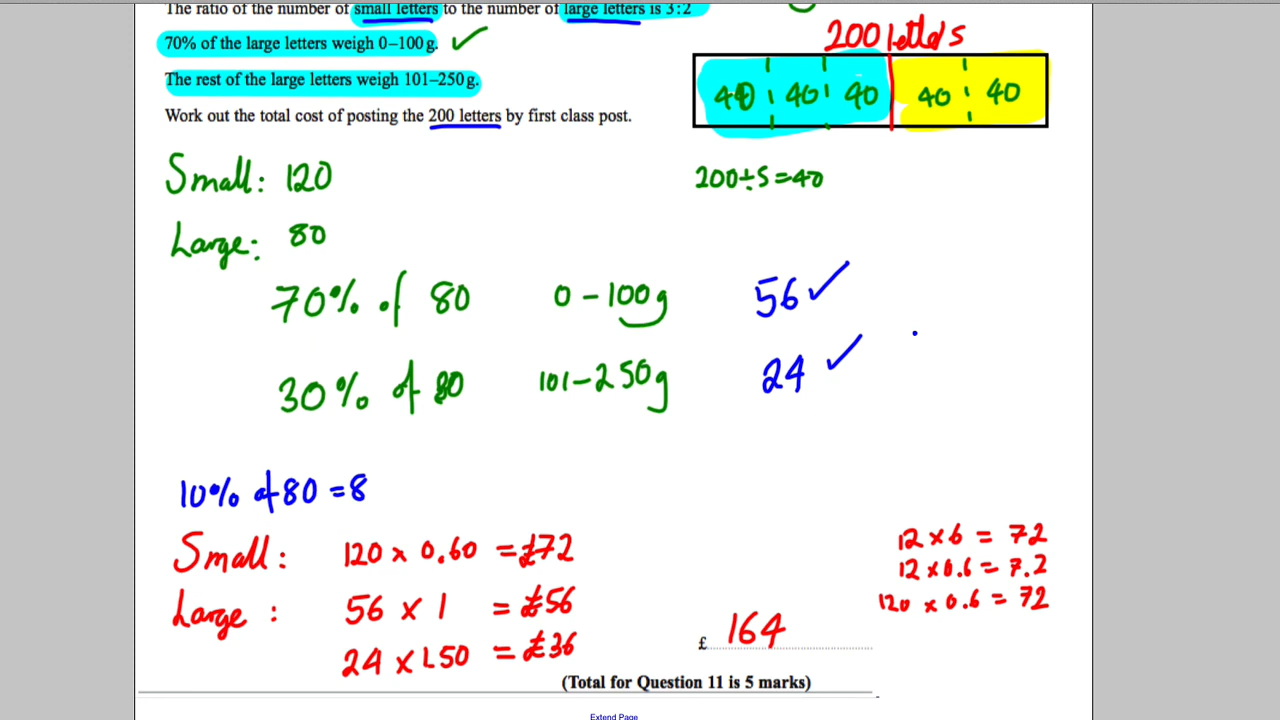 The ratio of the number of small letters to the number of large letters is 3:2
70% of the large letters weigh 0–100 g.
The rest of the large letters weigh 101–250 g.
Work out the total cost of posting the 200 letters by first class post.
200 letters
40 40 40 40 40
200÷5=40
Small: 120
Large: 80
70% of 80 0-100g 56
30% of 80 101-250g 24
10% of 80 = 8
Small: 120 x 0.60 = £72
Large: 56 x 1 = £56
24 x 1.50 = £36
12 x 6 = 72
12 x 0.6 = 7.2
120 x 0.6 = 72
£ 164
(Total for Question 11 is 5 marks)
Extend Page